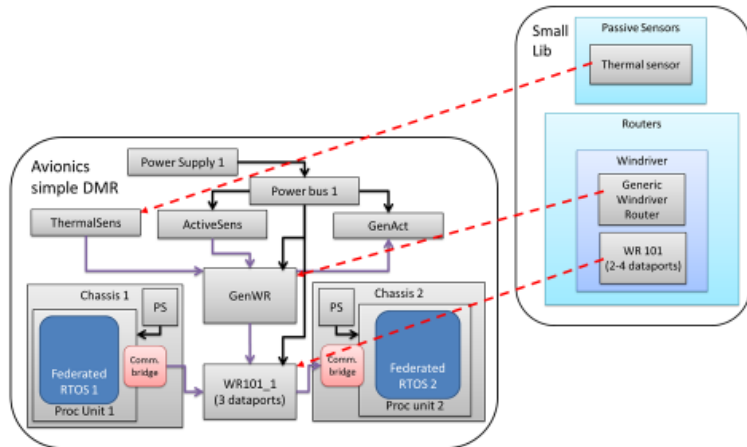 Small
Lib
Passive Sensors
Thermal sensor
Routers
Windriver
Generic
Windriver
Router
WR 101
(2-4 dataports)
Avionics
simple DMR
Power Supply 1
Power bus 1
ThermalSens
ActiveSens
GenAct
GenWR
Chassis 1
PS
Federated
RTOS 1
Comm.
bridge
Proc Unit 1
WR101_1
(3 dataports)
Chassis 2
PS
Comm.
bridge
Federated
RTOS 2
Proc unit 2